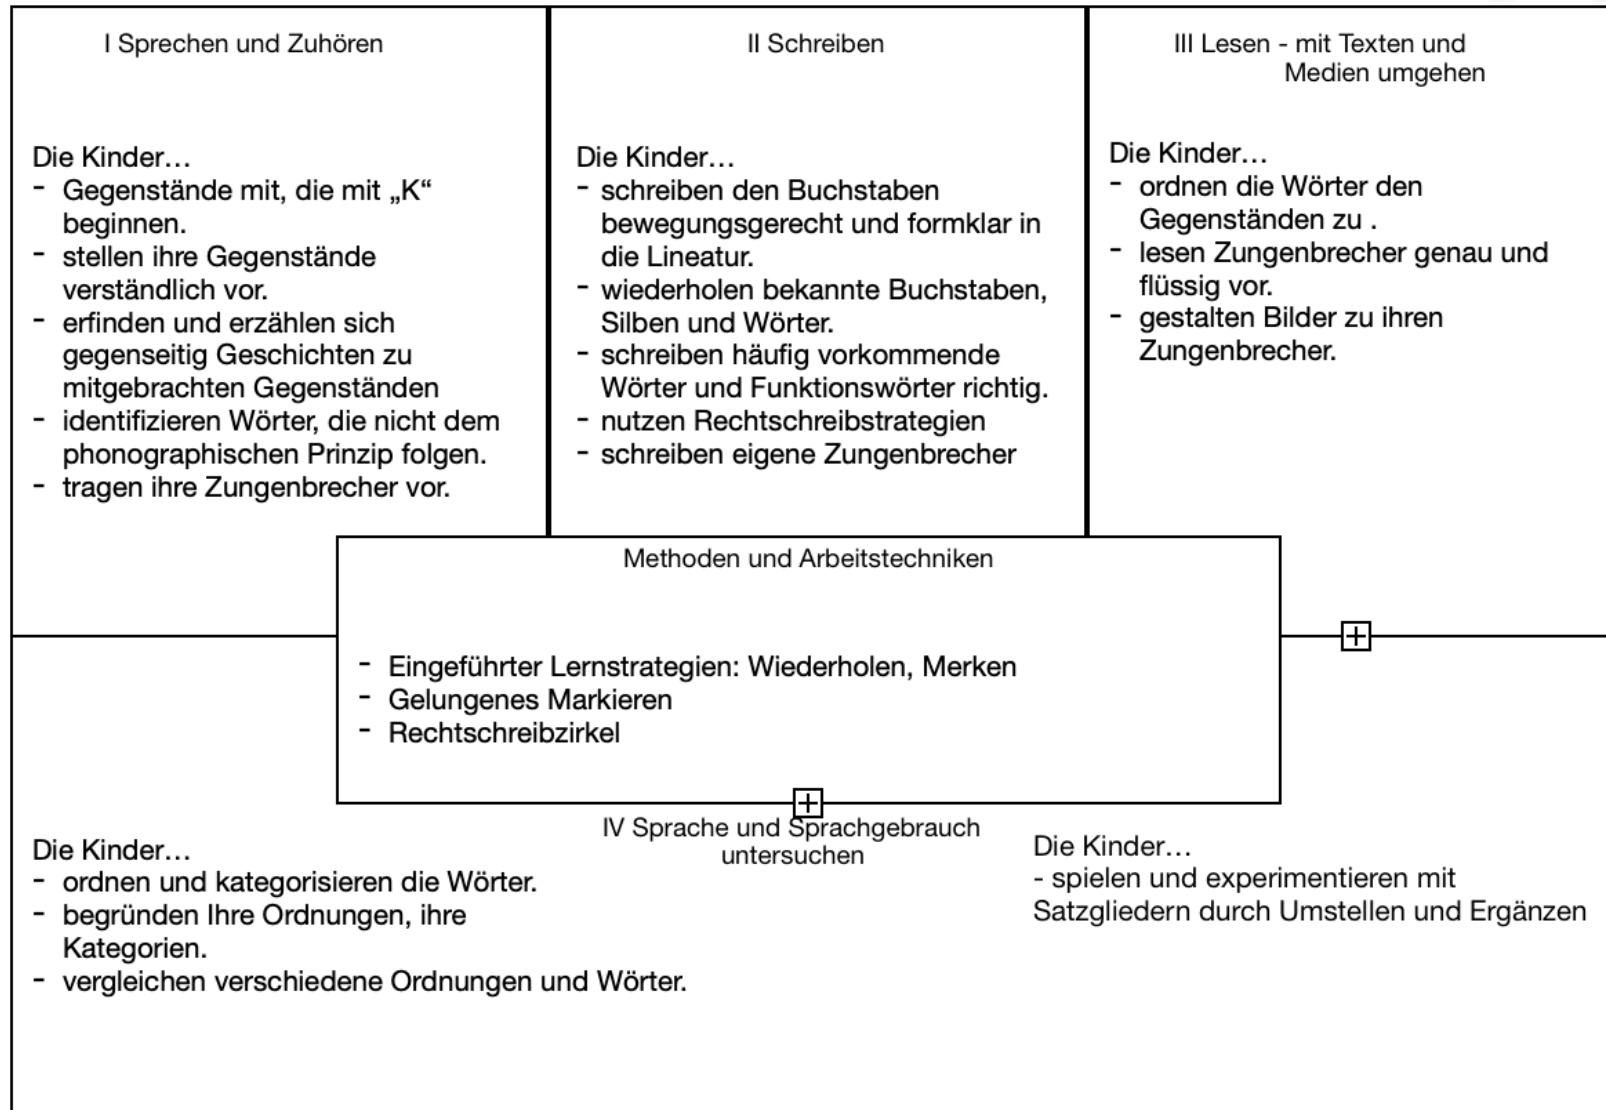 I Sprechen und Zuhören
Die Kinder...
- Gegenstände mit, die mit „K“
beginnen.
- stellen ihre Gegenstände
verständlich vor.
- erfinden und erzählen sich
gegenseitig Geschichten zu
mitgebrachten Gegenständen
- identifizieren Wörter, die nicht dem
phonographischen Prinzip folgen.
- tragen ihre Zungenbrecher vor.
II Schreiben
Die Kinder...
- schreiben den Buchstaben
bewegungsgerecht und formklar in
die Lineatur.
- wiederholen bekannte Buchstaben,
Silben und Wörter.
- schreiben häufig vorkommende
Wörter und Funktionswörter richtig.
- nutzen Rechtschreibstrategien
- schreiben eigene Zungenbrecher
III Lesen - mit Texten und
Medien umgehen
Die Kinder...
- ordnen die Wörter den
Gegenständen zu .
- lesen Zungenbrecher genau und
flüssig vor.
- gestalten Bilder zu ihren
Zungenbrecher.
Methoden und Arbeitstechniken
- Eingeführter Lernstrategien: Wiederholen, Merken
- Gelungenes Markieren
- Rechtschreibzirkel
IV Sprache und Sprachgebrauch
untersuchen
Die Kinder...
- ordnen und kategorisieren die Wörter.
- begründen Ihre Ordnungen, ihre
Kategorien.
- vergleichen verschiedene Ordnungen und Wörter.
Die Kinder...
- spielen und experimentieren mit
Satzgliedern durch Umstellen und Ergänzen